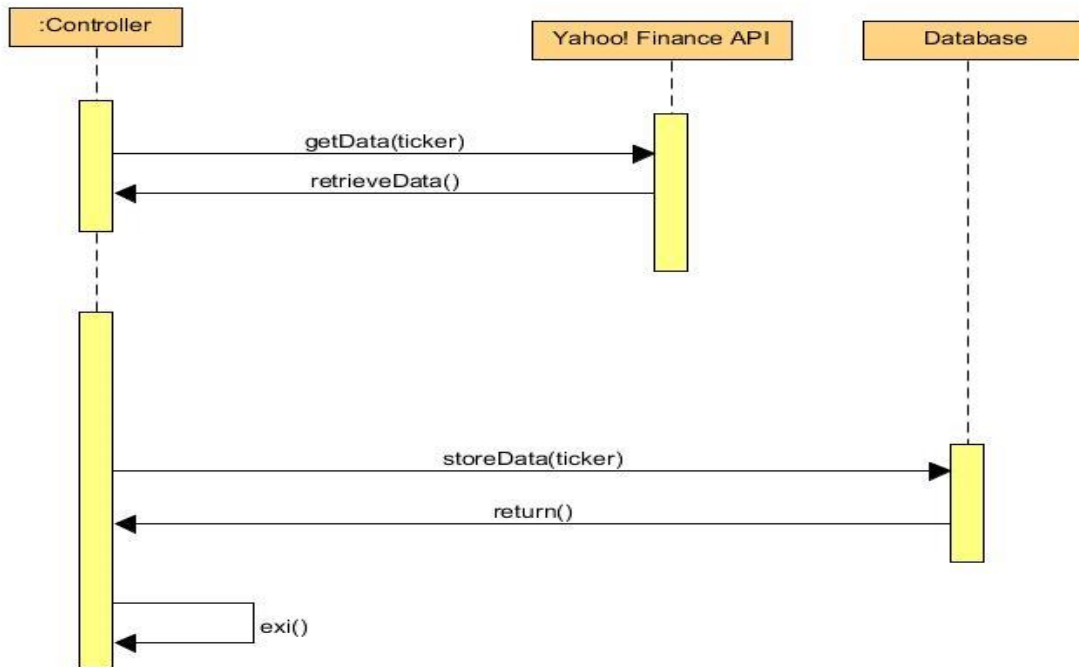 :Controller
Yahoo! Finance API
Database
getData(ticker)
retrieveData()
storeData(ticker)
return()
exi()